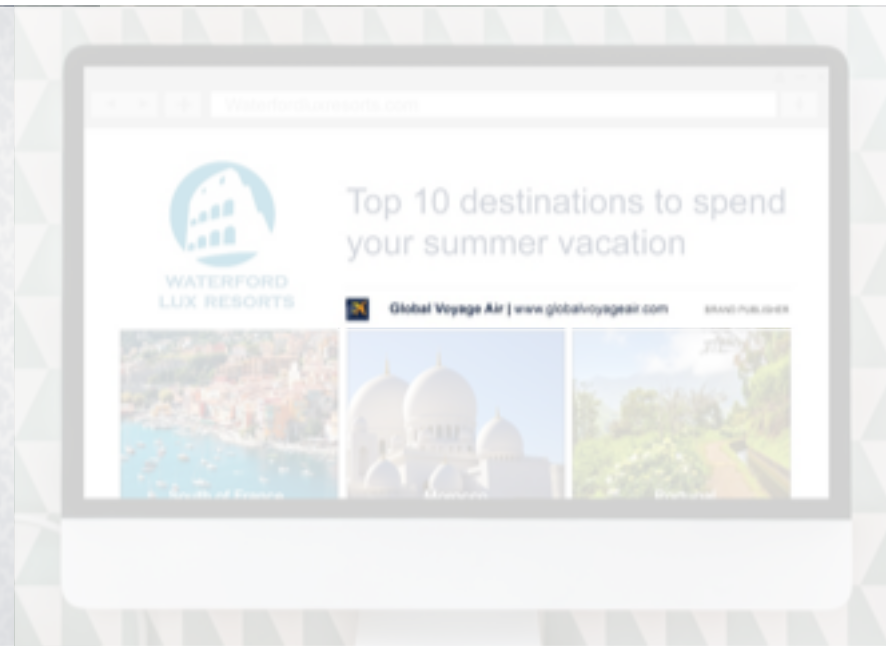 Waterfordluxresorts.com
WATERFORD
LUX RESORTS
Top 10 destinations to spend
your summer vacation
Global Voyage Air | www.globalvoyageair.com
BRAND PUBLISHER
South of France
Morocco
Portugal